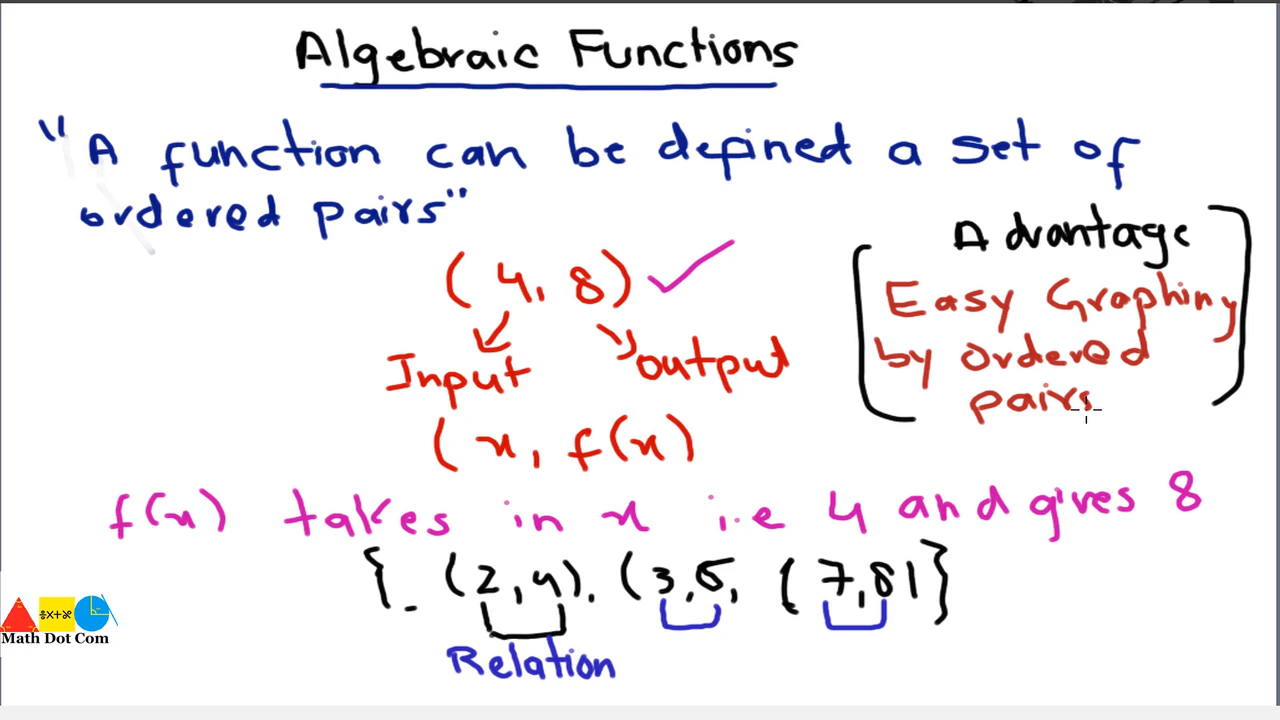 Algebraic Functions
"A function can be defined a set of
ordered pairs"
(4, 8) ✓
Input output
(x, f(x)
Advantage
Easy Graphing
by ordered
pairs
f(x) takes in x i.e 4 and gives 8
{ (2,4), (3,5, (7,8) }
Relation
Math Dot Com